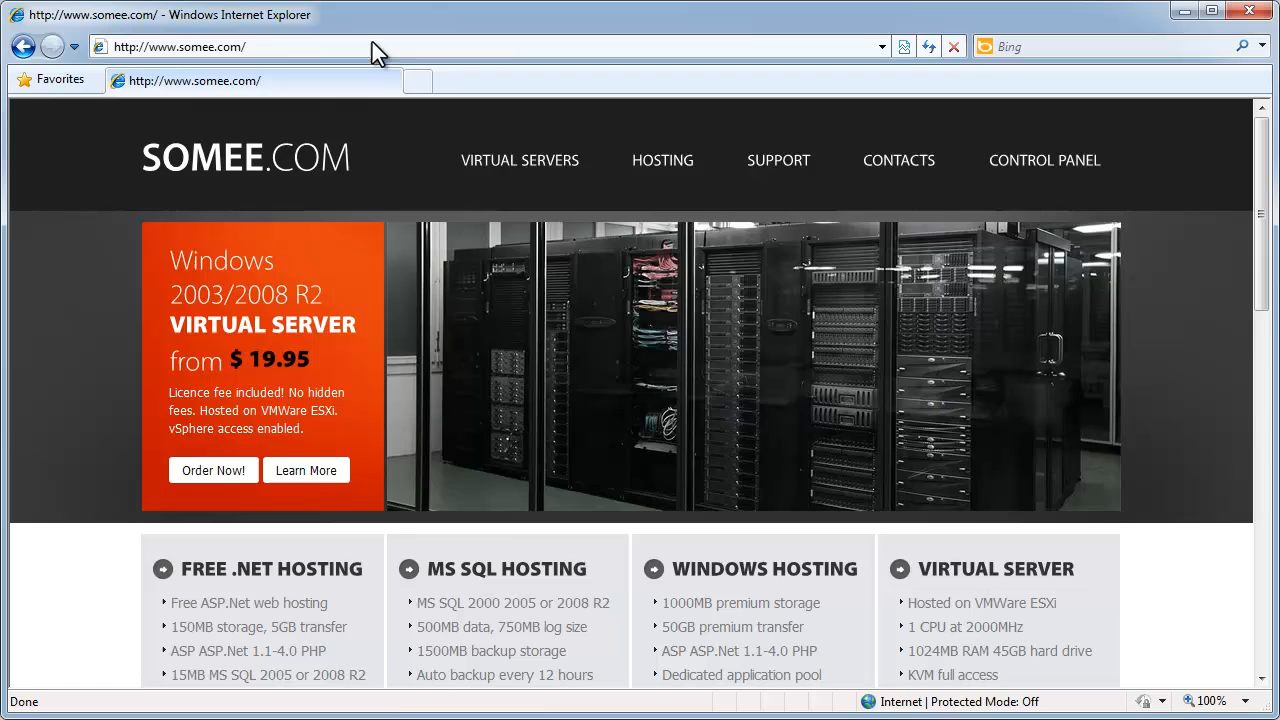 http://www.somee.com/ - Windows Internet Explorer
http://www.somee.com/
Bing
Favorites
http://www.somee.com/
SOMEE.COM
VIRTUAL SERVERS
HOSTING
SUPPORT
CONTACTS
CONTROL PANEL
Windows
2003/2008 R2
VIRTUAL SERVER
from $ 19.95
Licence fee included! No hidden
fees. Hosted on VMWare ESXi.
vSphere access enabled.
Order Now!
Learn More
FREE .NET HOSTING
Free ASP.Net web hosting
150MB storage, 5GB transfer
ASP ASP.Net 1.1-4.0 PHP
15MB MS SQL 2005 or 2008 R2
MS SQL HOSTING
MS SQL 2000 2005 or 2008 R2
500MB data, 750MB log size
1500MB backup storage
Auto backup every 12 hours
WINDOWS HOSTING
1000MB premium storage
50GB premium transfer
ASP ASP.Net 1.1-4.0 PHP
Dedicated application pool
VIRTUAL SERVER
Hosted on VMWare ESXi
1 CPU at 2000MHz
1024MB RAM 45GB hard drive
KVM full access
Done
Internet | Protected Mode: Off
100%